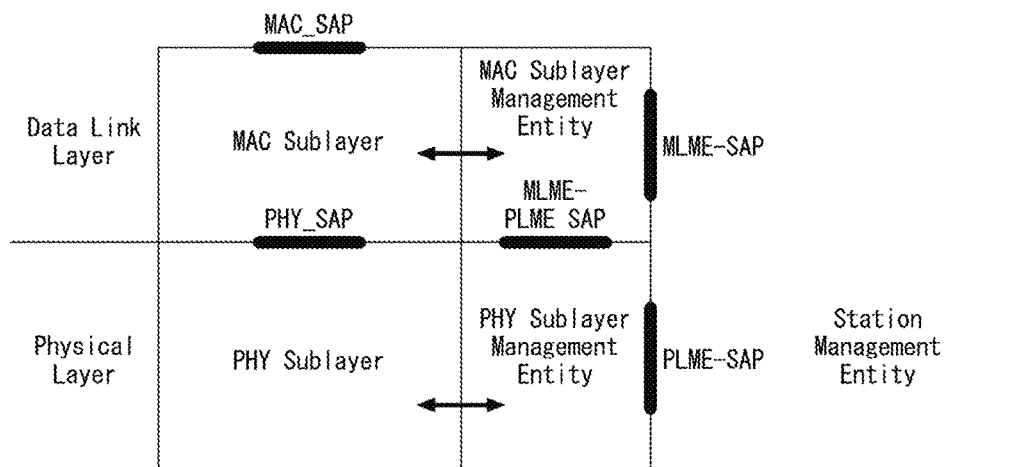 MAC_SAP
Data Link
Layer
MAC Sublayer
MAC Sublayer
Management
Entity
MLME-SAP
PHY_SAP
MLME-
PLME SAP
Physical
Layer
PHY Sublayer
PHY Sublayer
Management
Entity
PLME-SAP
Station
Management
Entity